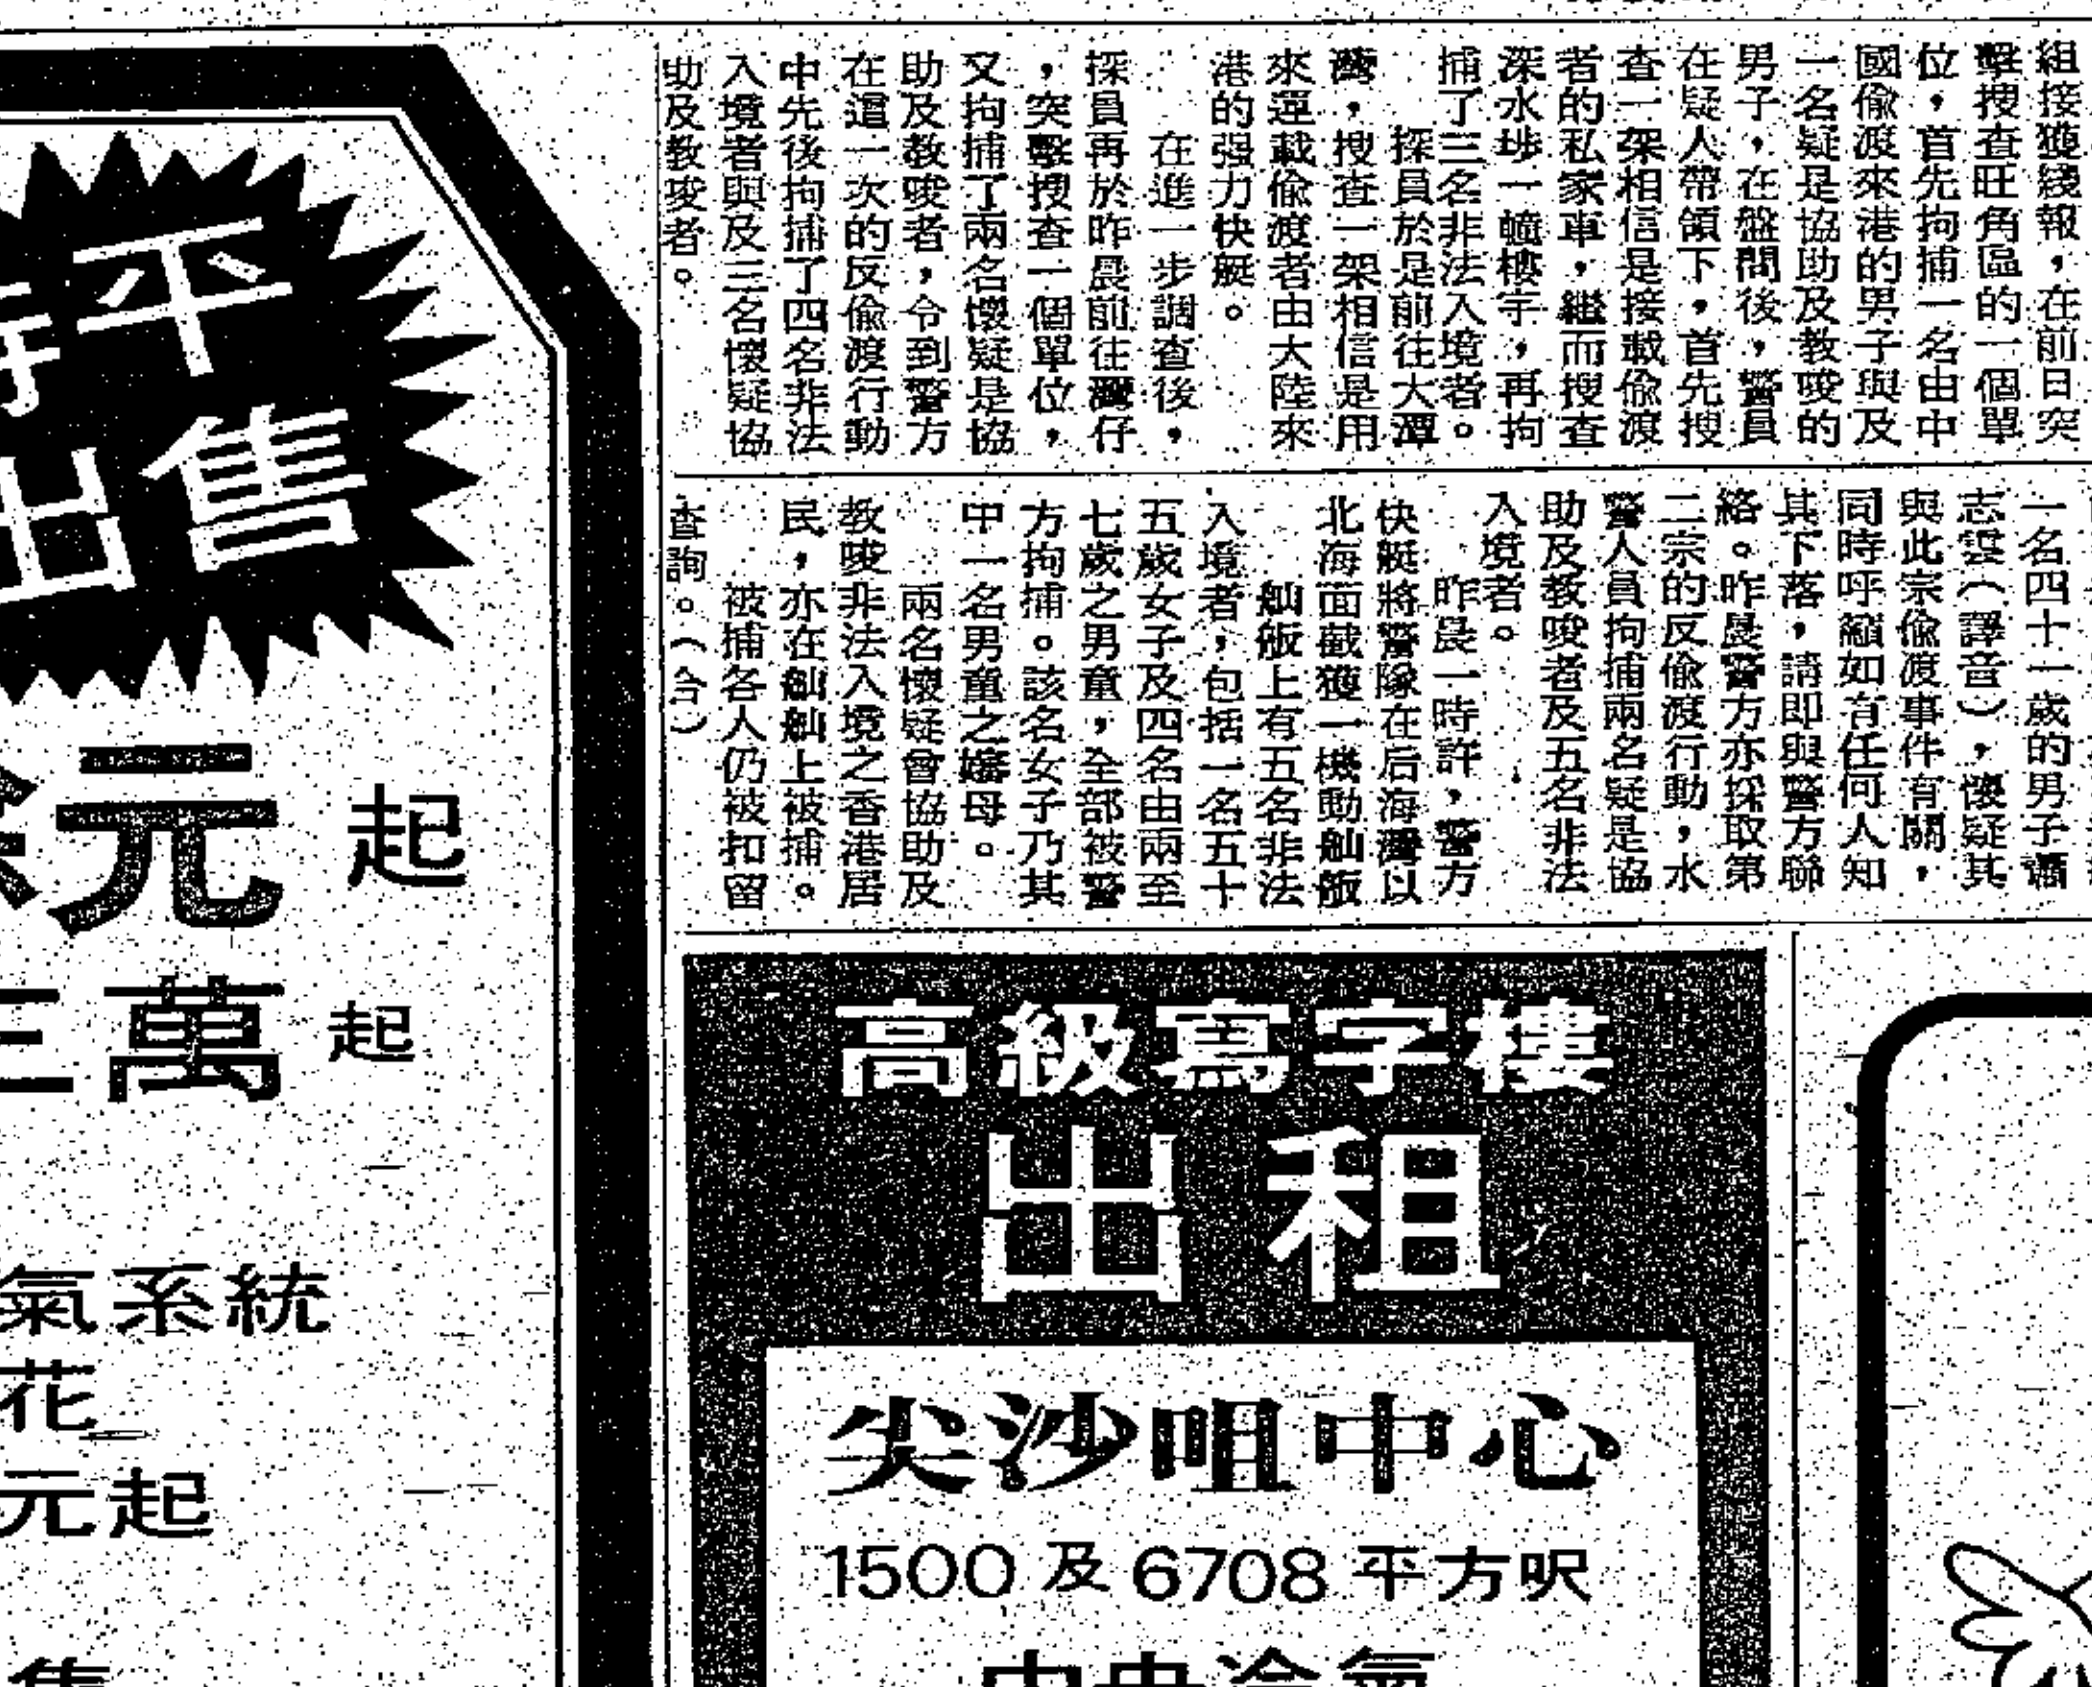 組接獲綫報，在前日突
擊搜查旺角區的一個單
位，首先拘捕一名由中
國偷渡來港的男子與及
一名疑是協助及教唆的
男子，在盤問後，警員
在疑人帶領下，首先搜
查一架相信是接載偷渡
者的私家車，繼而搜查
深水埗一幢樓宇，再拘
捕了三名非法入境者。
探員於是前往大潭
灣，搜查一架相信是用
來運載偷渡者由大陸來
港的强力快艇。
在進一步調查後，
探員再於昨晨前往灣仔
，突擊搜查一個單位，
又拘捕了兩名懷疑是協
助及教唆者，令到警方
在這一次的反偷渡行動
中先後拘捕了四名非法
入境者與及三名懷疑協
助及教唆者。
一名四十一歲的男子
志雲（譯音），懷疑其
與此宗偷渡事件有關，
同時呼籲如有任何人知
其下落，請即與警方聯
絡。昨晨警方亦採取第
二宗的反偷渡行動，水
警人員拘捕兩名疑是協
助及教唆者及五名非法
入境者。
昨晨一時許，警方
快艇將警隊在后海灣以
北海面截獲一機動舢舨
舢舨上有五名非法
入境者，包括一名五十
五歲女子及四名由兩至
七歲之男童，全部被警
方拘捕。該名女子乃其
中一名男童之嬸母。
兩名懷疑曾協助及
教唆非法入境之香港居
民，亦在舢舢上被捕。
被捕各人仍被扣留
查詢。（合）
平
售
出
元起
三萬起
氣系統
花
元起
售
高級寫字樓
出租
尖沙咀中心
1500 及 6708 平方呎
中央冷氣